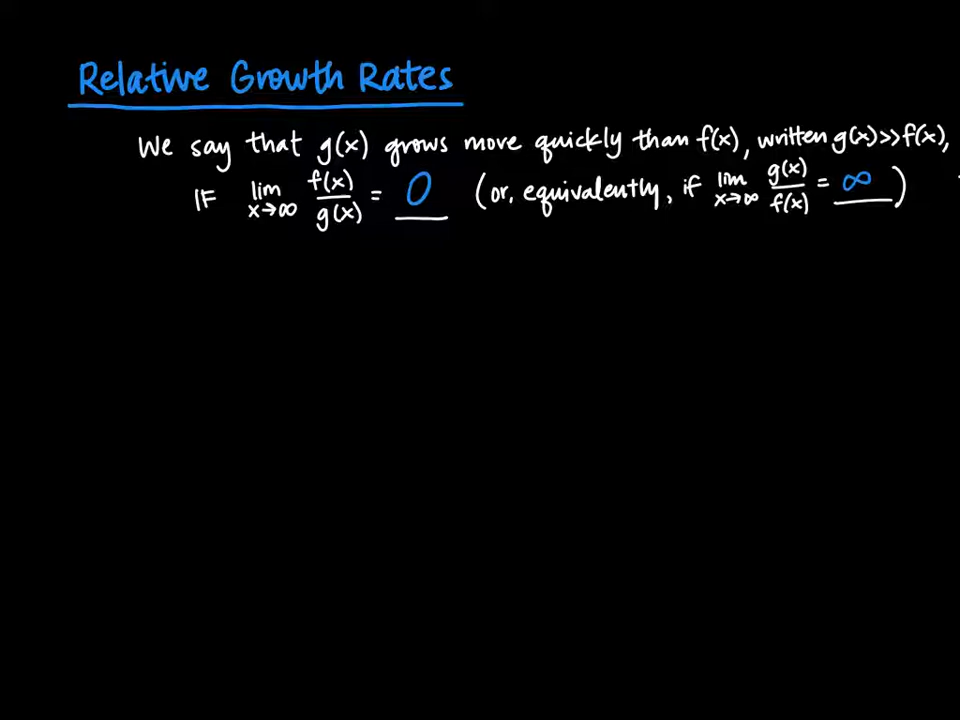 Relative Growth Rates
We say that g(x) grows more quickly than f(x), written g(x)>>f(x),
IF lim x→∞ f(x)/g(x) = 0 (or, equivalently, if lim x→∞ g(x)/f(x) = ∞)